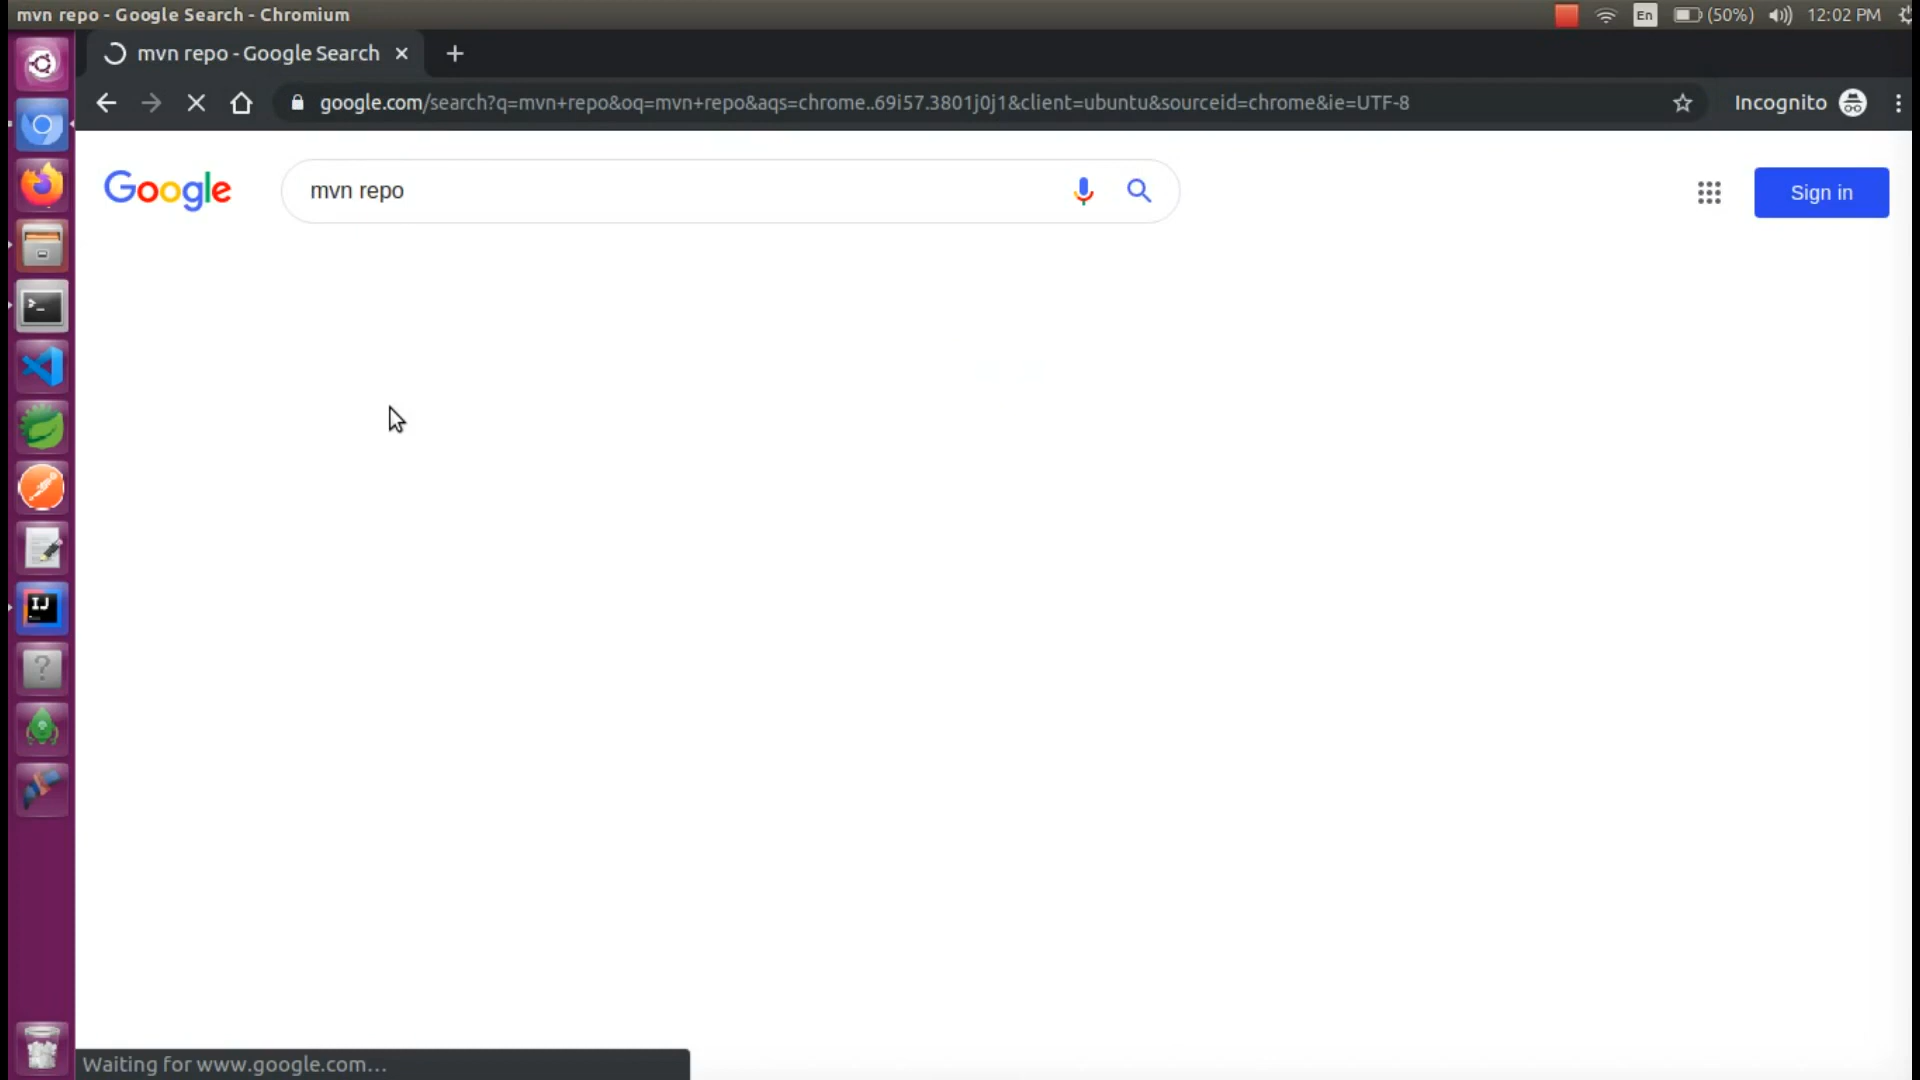 mvn repo - Google Search - Chromium
En
(50%)
12:02 PM
mvn repo - Google Search
google.com/search?q=mvn+repo&oq=mvn+repo&aqs=chrome..69i57.3801j0j1&client=ubuntu&sourceid=chrome&ie=UTF-8
Incognito
Google
mvn repo
Sign in
>_
IJ
?
Waiting for www.google.com...